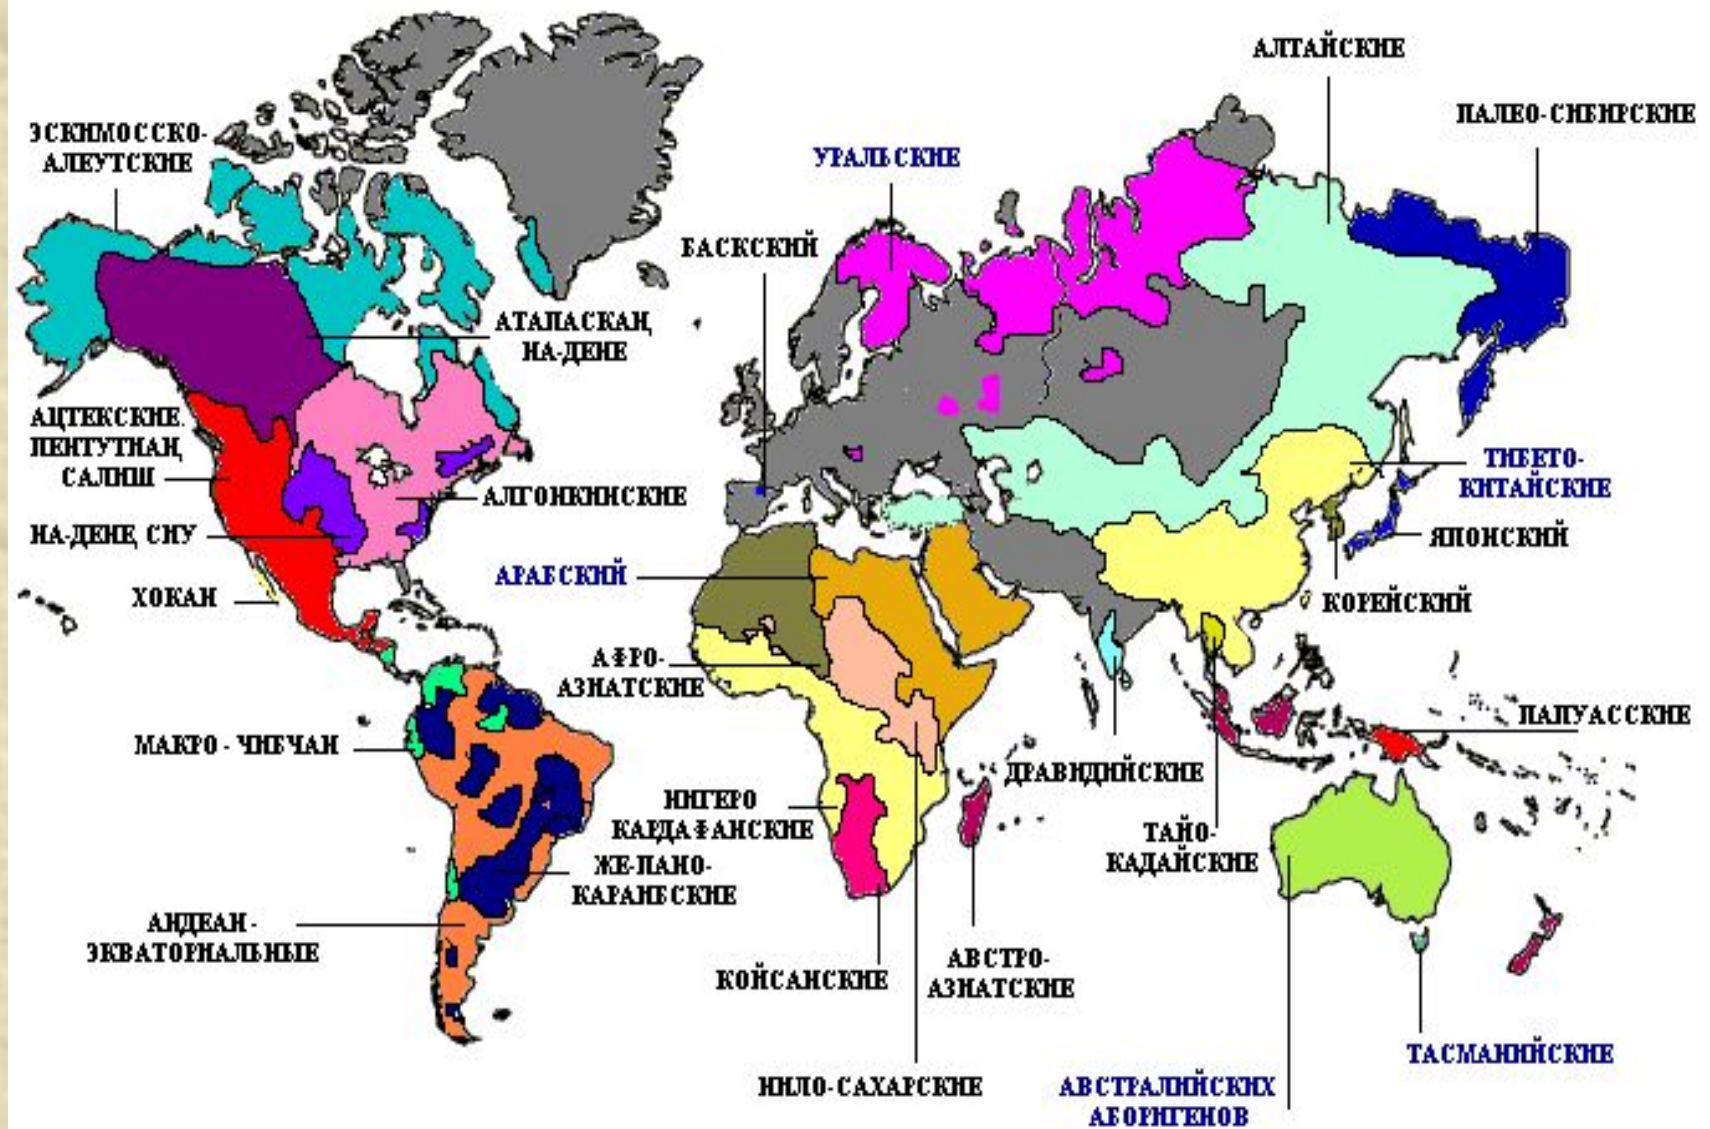 АЛТАЙСКИЕ
ПАЛЕО-СИБИРСКИЕ
ЭСКИМОССКО-
АЛЕУТСКИЕ
УРАЛЬСКИЕ
БАСКСКИЙ
АТАПАСКАН,
НА-ДЕНЕ
АЦТЕКСКИЕ.
ПЕНТУТИАН,
САЛИШ
АЛГОНКИНСКИЕ
ТИБЕТО-
КИТАЙСКИЕ
НА-ДЕНЕ, СИУ
ЯПОНСКИЙ
АРАБСКИЙ
ХОКАН
КОРЕЙСКИЙ
АФРО-
АЗИАТСКИЕ
ПАПУАССКИЕ
МАКРО - ЧИБЧАН
ДРАВИДИЙСКИЕ
НИГЕРО
КАРДАФАНСКИЕ
ТАЙО-
КАДАЙСКИЕ
ЖЕ-ПАНО-
КАРАИБСКИЕ
АНДЕАН -
ЭКВАТОРИАЛЬНЫЕ
КОЙСАНСКИЕ
АВСТРО-
АЗИАТСКИЕ
ТАСМАНИЙСКИЕ
НИЛО-САХАРСКИЕ
АВСТРАЛИЙСКИХ
АБОРИГЕНОВ